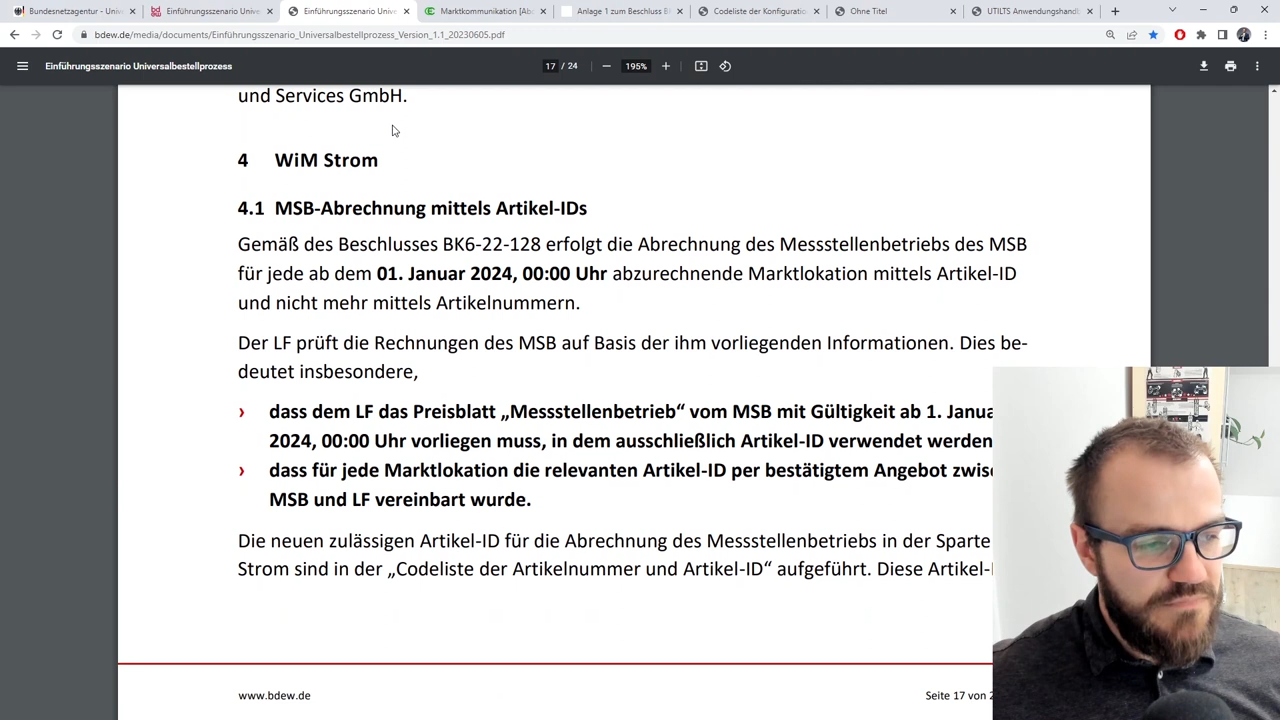 Bundesnetzagentur - Univ
Einführungsszenario Univers
Einführungsszenario Univers
Marktkommunikation [Abo
Anlage 1 zum Beschluss BK
Codeliste der Konfiguratio
Ohne Titel
UTILTS Anwendungshandb
bdew.de/media/documents/Einführungsszenario_Universalbestellprozess_Version_1.1_20230605.pdf
Einführungsszenario Universalbestellprozess
17 / 24
195%
und Services GmbH.
4 WiM Strom
4.1 MSB-Abrechnung mittels Artikel-IDs
Gemäß des Beschlusses BK6-22-128 erfolgt die Abrechnung des Messstellenbetriebs des MSB
für jede ab dem 01. Januar 2024, 00:00 Uhr abzurechnende Marktlokation mittels Artikel-ID
und nicht mehr mittels Artikelnummern.
Der LF prüft die Rechnungen des MSB auf Basis der ihm vorliegenden Informationen. Dies be-
deutet insbesondere,
› dass dem LF das Preisblatt „Messstellenbetrieb“ vom MSB mit Gültigkeit ab 1. Janua
2024, 00:00 Uhr vorliegen muss, in dem ausschließlich Artikel-ID verwendet werden
› dass für jede Marktlokation die relevanten Artikel-ID per bestätigtem Angebot zwis
MSB und LF vereinbart wurde.
Die neuen zulässigen Artikel-ID für die Abrechnung des Messstellenbetriebs in der Sparte
Strom sind in der „Codeliste der Artikelnummer und Artikel-ID“ aufgeführt. Diese Artikel-I
www.bdew.de
Seite 17 von 2